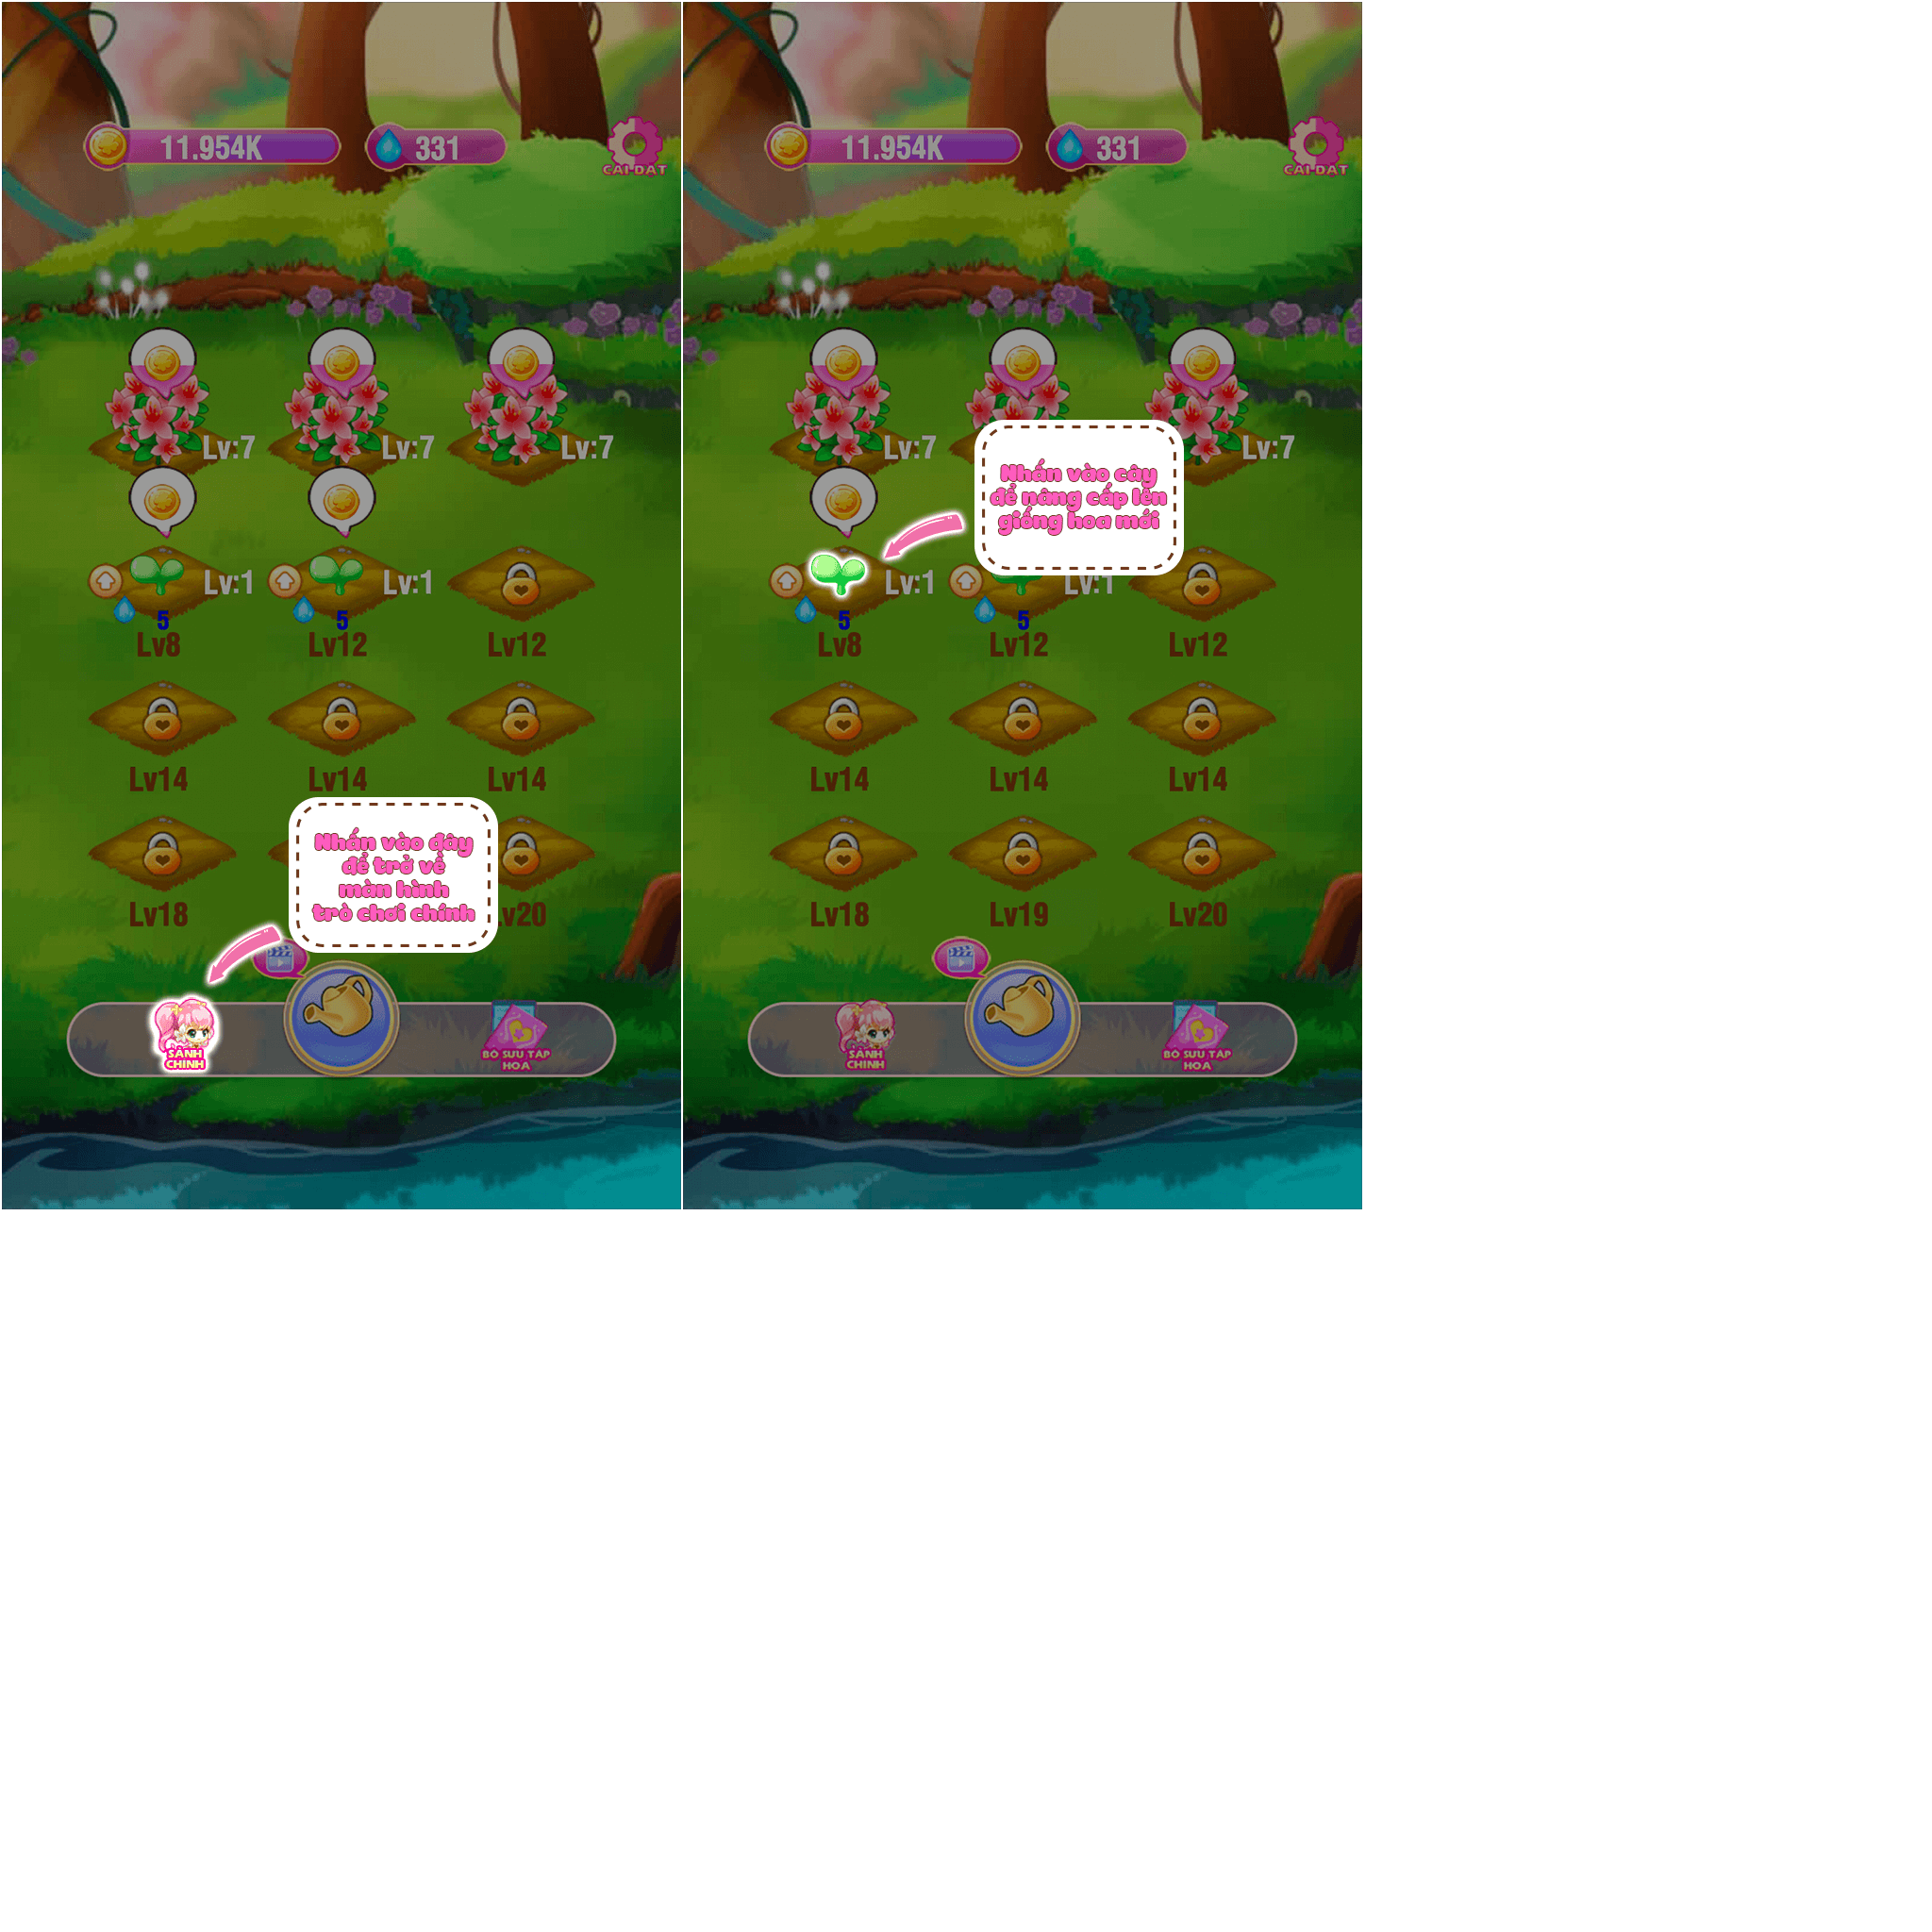 11.954K
331
CÀI ĐẶT
Lv:7
Lv:7
Lv:7
Lv:1
Lv:1
5
5
Lv8
Lv12
Lv12
Lv14
Lv14
Lv14
Nhấn vào đây
để trở về
màn hình
trò chơi chính
Lv18
Lv20
SẢNH
CHÍNH
BỘ SƯU TẬP
HOA
11.954K
331
CÀI ĐẶT
Lv:7
Lv:7
Nhấn vào cây
để nâng cấp lên
giống hoa mới
Lv:1
Lv:1
5
5
Lv8
Lv12
Lv12
Lv14
Lv14
Lv14
Lv18
Lv19
Lv20
SẢNH
CHÍNH
BỘ SƯU TẬP
HOA